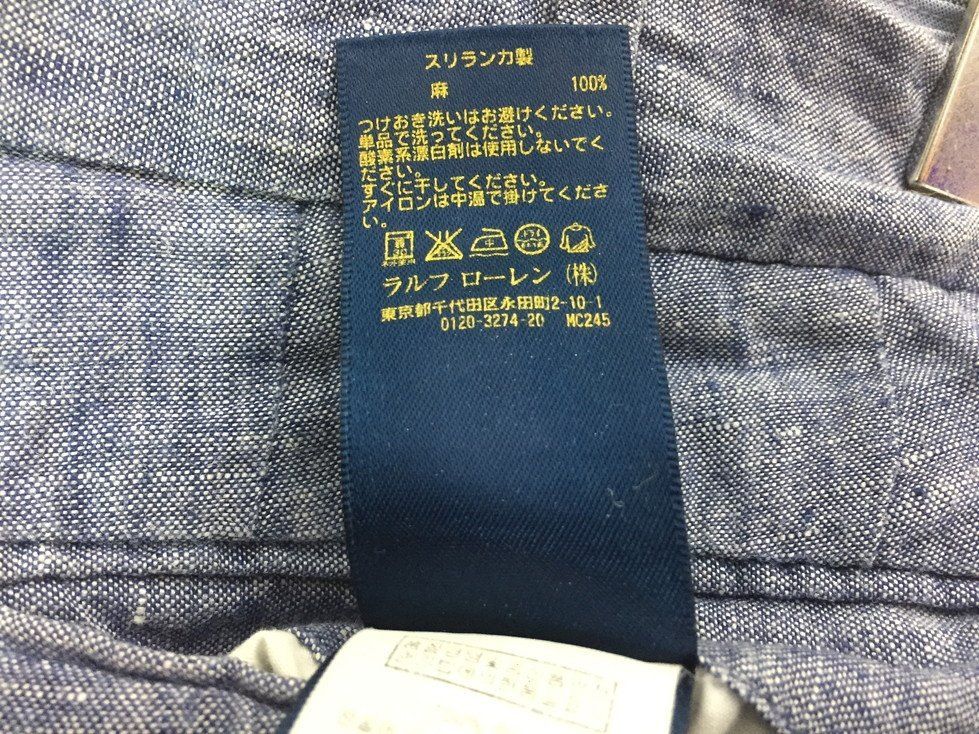 スリランカ製
麻 100%
つけおき洗いはお避けください。
単品で洗ってください。
酸素系漂白剤は使用しないでく
ださい。
すぐに干してください。
アイロンは中温で掛けてくださ
い。
中
ラルフ ローレン (株)
東京都千代田区永田町2-10-1
0120-3274-20 MC245